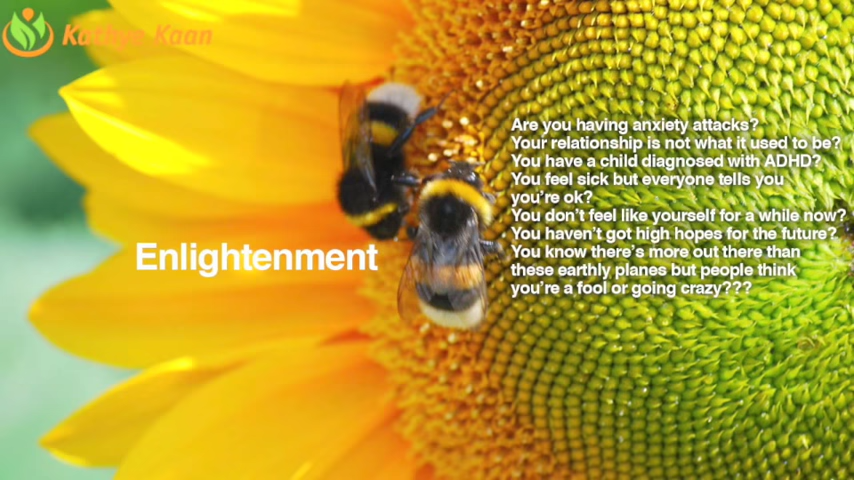 Kathye Kaan
Are you having anxiety attacks?
Your relationship is not what it used to be?
You have a child diagnosed with ADHD?
You feel sick but everyone tells you
you're ok?
You don't feel like yourself for a while now?
You haven't got high hopes for the future?
You know there's more out there than
these earthly planes but people think
you're a fool or going crazy???
Enlightenment